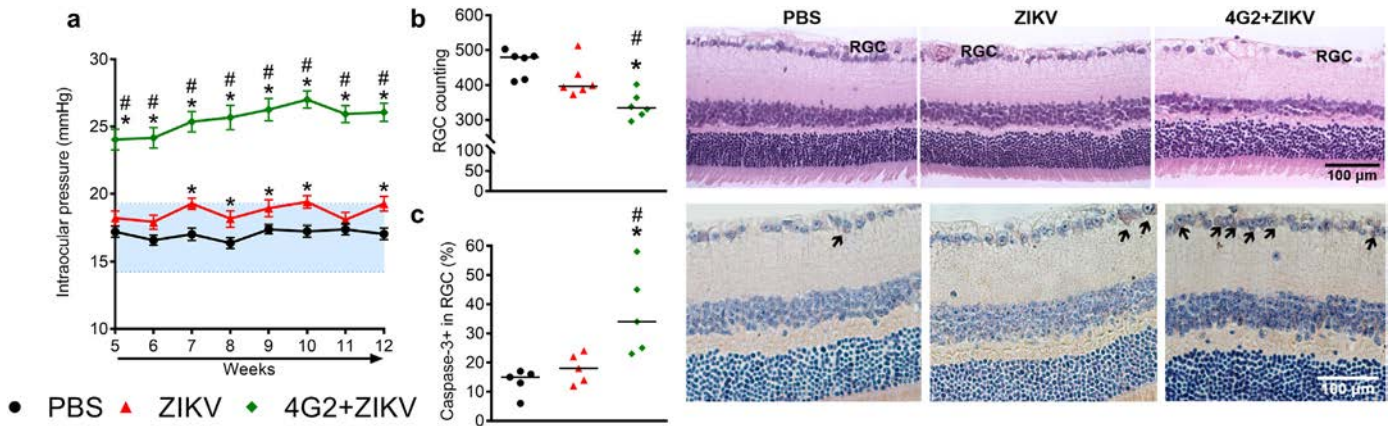 a
Intraocular pressure (mmHg)
30
25
20
15
10
# # # # # # # #
* * * * * * * *
* * * * * *
5 6 7 8 9 10 11 12
Weeks
PBS ZIKV 4G2+ZIKV
b
RGC counting
600
500
400
300
100
50
0
#
*
c
Caspase-3+ in RGC (%)
60
50
40
30
20
10
0
#
*
PBS ZIKV 4G2+ZIKV
RGC RGC RGC
100 µm
100 µm